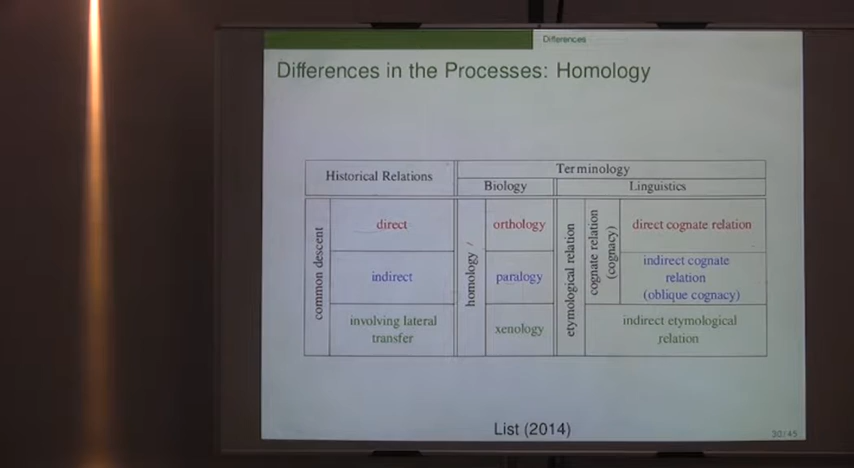 Differences
Differences in the Processes: Homology
Historical Relations
Terminology
Biology
Linguistics
common descent
direct
homology
orthology
etymological relation
cognate relation
(cognacy)
direct cognate relation
indirect
paralogy
indirect cognate
relation
(oblique cognacy)
involving lateral
transfer
xenology
indirect etymological
relation
List (2014)
30/45